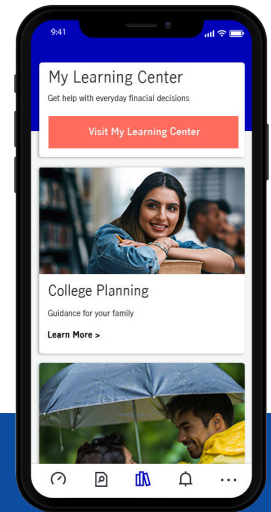 9:41
My Learning Center
Get help with everyday finacial decisions
Visit My Learning Center
College Planning
Guidance for your family
Learn More >